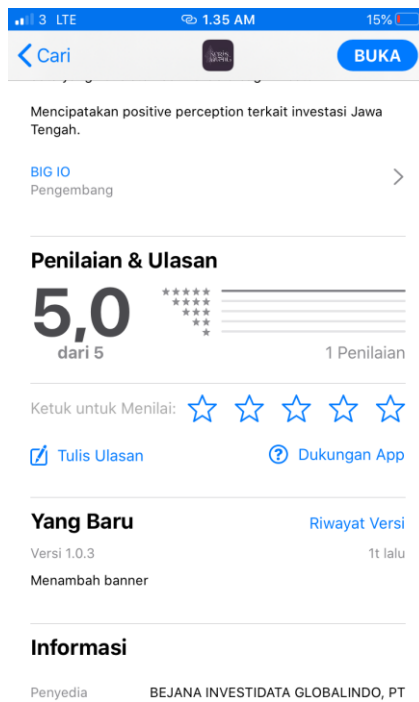 3 LTE 1.35 AM 15%
Cari BUKA
Mencipatakan positive perception terkait investasi Jawa
Tengah.
BIG IO
Pengembang
Penilaian & Ulasan
5,0
dari 5
1 Penilaian
Ketuk untuk Menilai:
Tulis Ulasan Dukungan App
Yang Baru Riwayat Versi
Versi 1.0.3 1t lalu
Menambah banner
Informasi
Penyedia BEJANA INVESTIDATA GLOBALINDO, PT